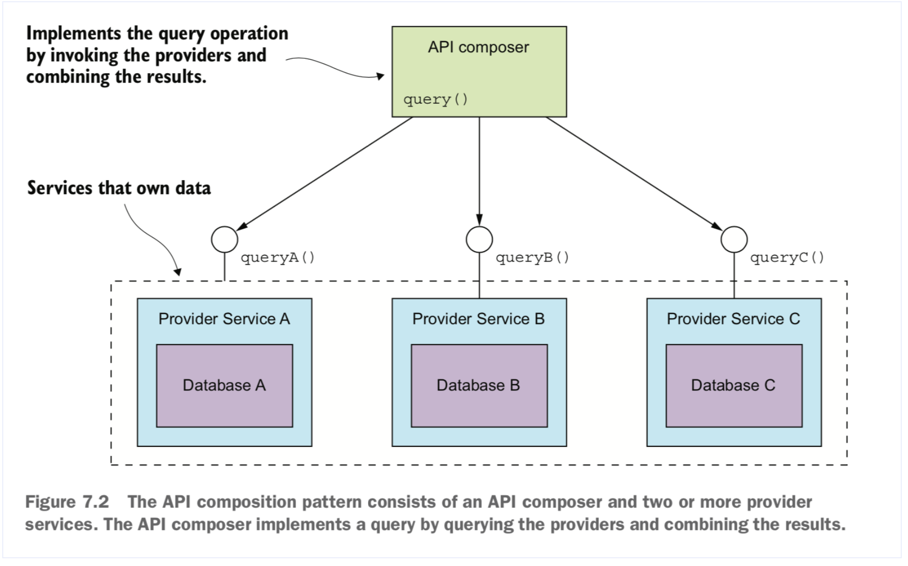 Implements the query operation
by invoking the providers and
combining the results.
API composer
query()
Services that own data
queryA()
queryB()
queryC()
Provider Service A
Provider Service B
Provider Service C
Database A
Database B
Database C
Figure 7.2 The API composition pattern consists of an API composer and two or more provider
services. The API composer implements a query by querying the providers and combining the results.